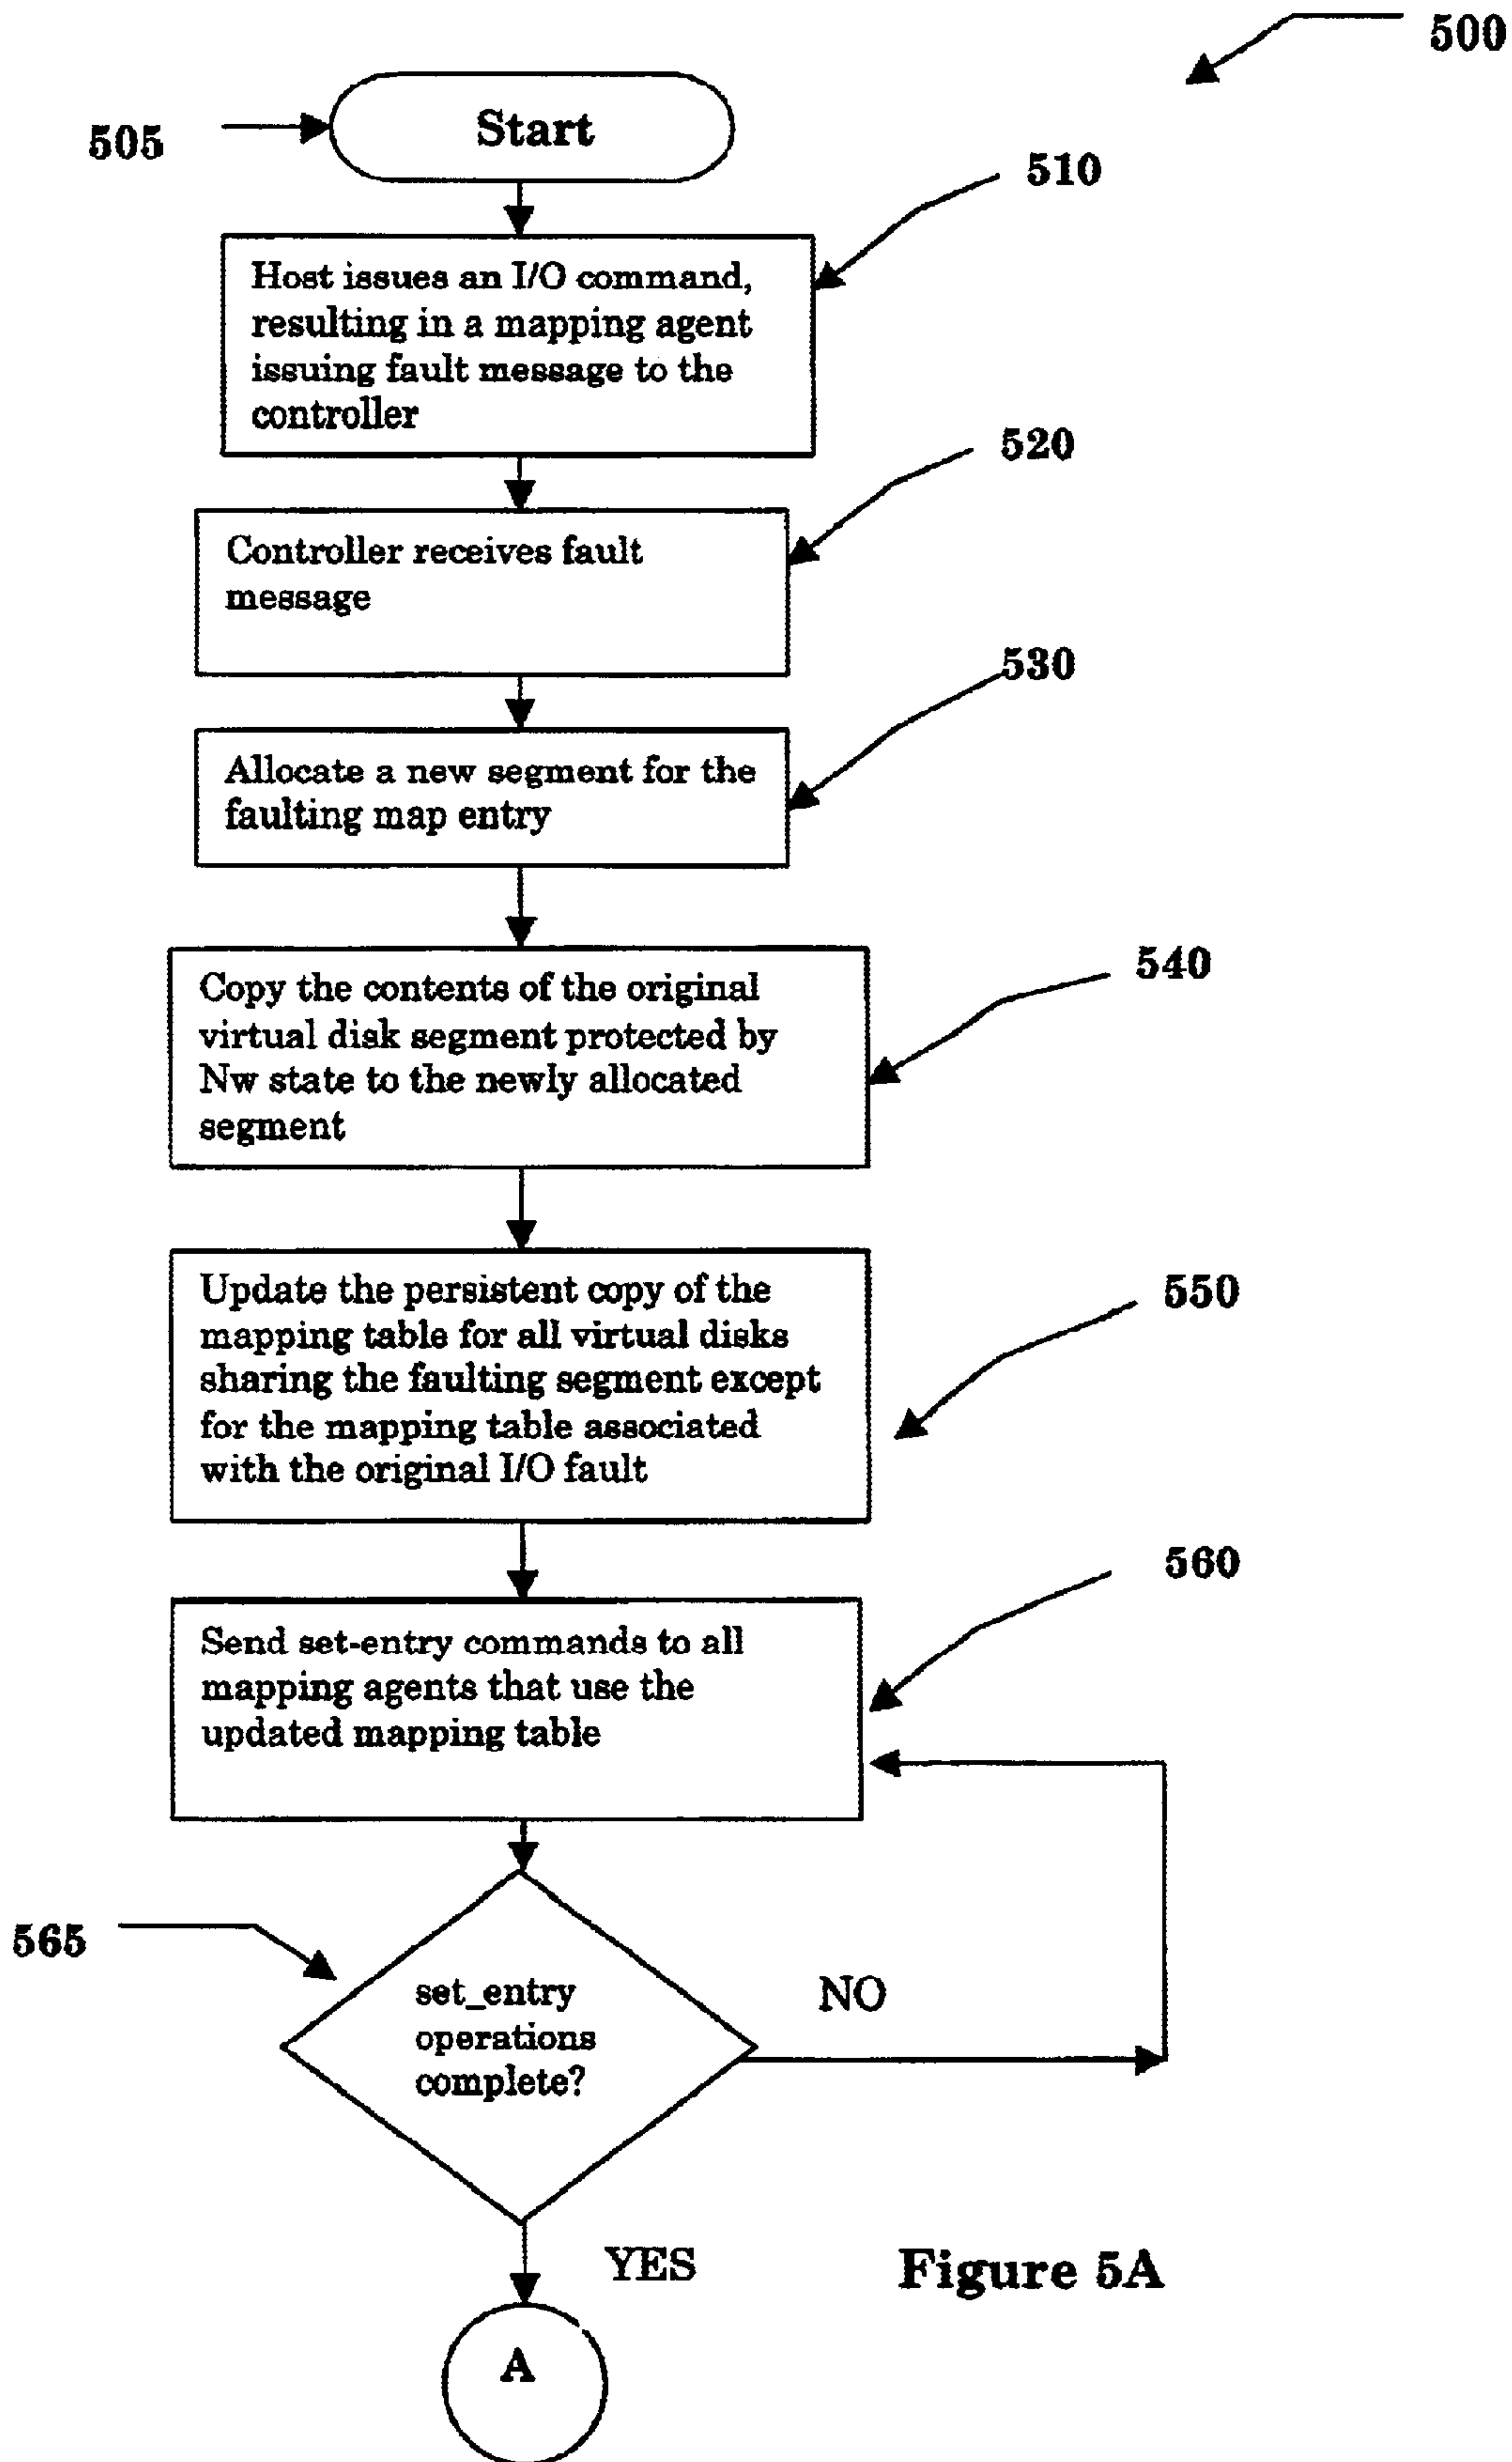 500
505
Start
510
Host issues an I/O command,
resulting in a mapping agent
issuing fault message to the
controller
520
Controller receives fault
message
530
Allocate a new segment for the
faulting map entry
540
Copy the contents of the original
virtual disk segment protected by
Nw state to the newly allocated
segment
550
Update the persistent copy of the
mapping table for all virtual disks
sharing the faulting segment except
for the mapping table associated
with the original I/O fault
560
Send set-entry commands to all
mapping agents that use the
updated mapping table
565
set_entry
operations
complete?
NO
YES
Figure 5A
A